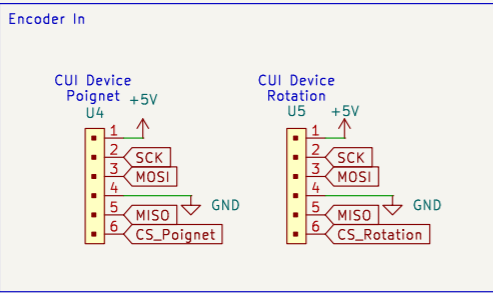 Encoder In
CUI Device
Poignet
U4
+5V
1
2
SCK
3
MOSI
4
GND
5
MISO
6
CS_Poignet
CUI Device
Rotation
U5
+5V
1
2
SCK
3
MOSI
4
GND
5
MISO
6
CS_Rotation